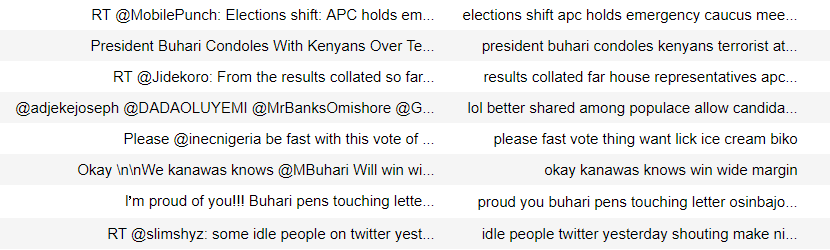 RT @MobilePunch: Elections shift: APC holds em... elections shift apc holds emergency caucus mee...
President Buhari Condoles With Kenyans Over Te... president buhari condoles kenyans terrorist at...
RT @Jidekoro: From the results collated so far... results collated far house representatives apc...
@adjekejoseph @DADAOLUYEMI @MrBanksOmishore @G... lol better shared among populace allow candida...
Please @inecnigeria be fast with this vote of ... please fast vote thing want lick ice cream biko
Okay \n\nWe kanawas knows @MBuhari Will win wi... okay kanawas knows win wide margin
I’m proud of you!!! Buhari pens touching lette... proud you buhari pens touching letter osinbajo...
RT @slimshyz: some idle people on twitter yest... idle people twitter yesterday shouting make ni...